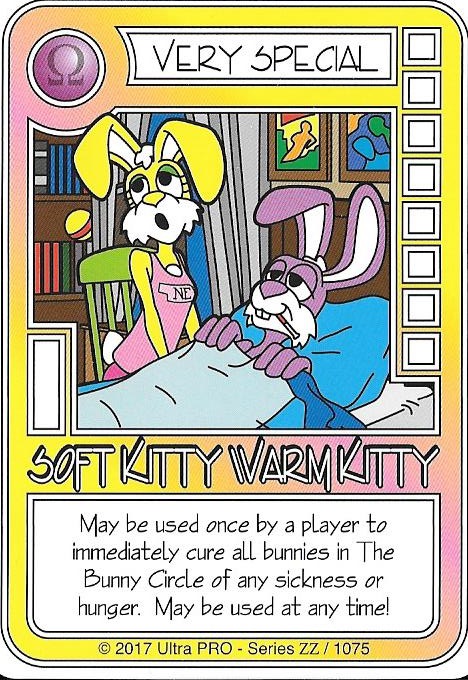 Ω
VERY SPECIAL
NE
SOFT KITTY WARM KITTY
May be used once by a player to
immediately cure all bunnies in The
Bunny Circle of any sickness or
hunger. May be used at any time!
© 2017 Ultra PRO - Series ZZ / 1075